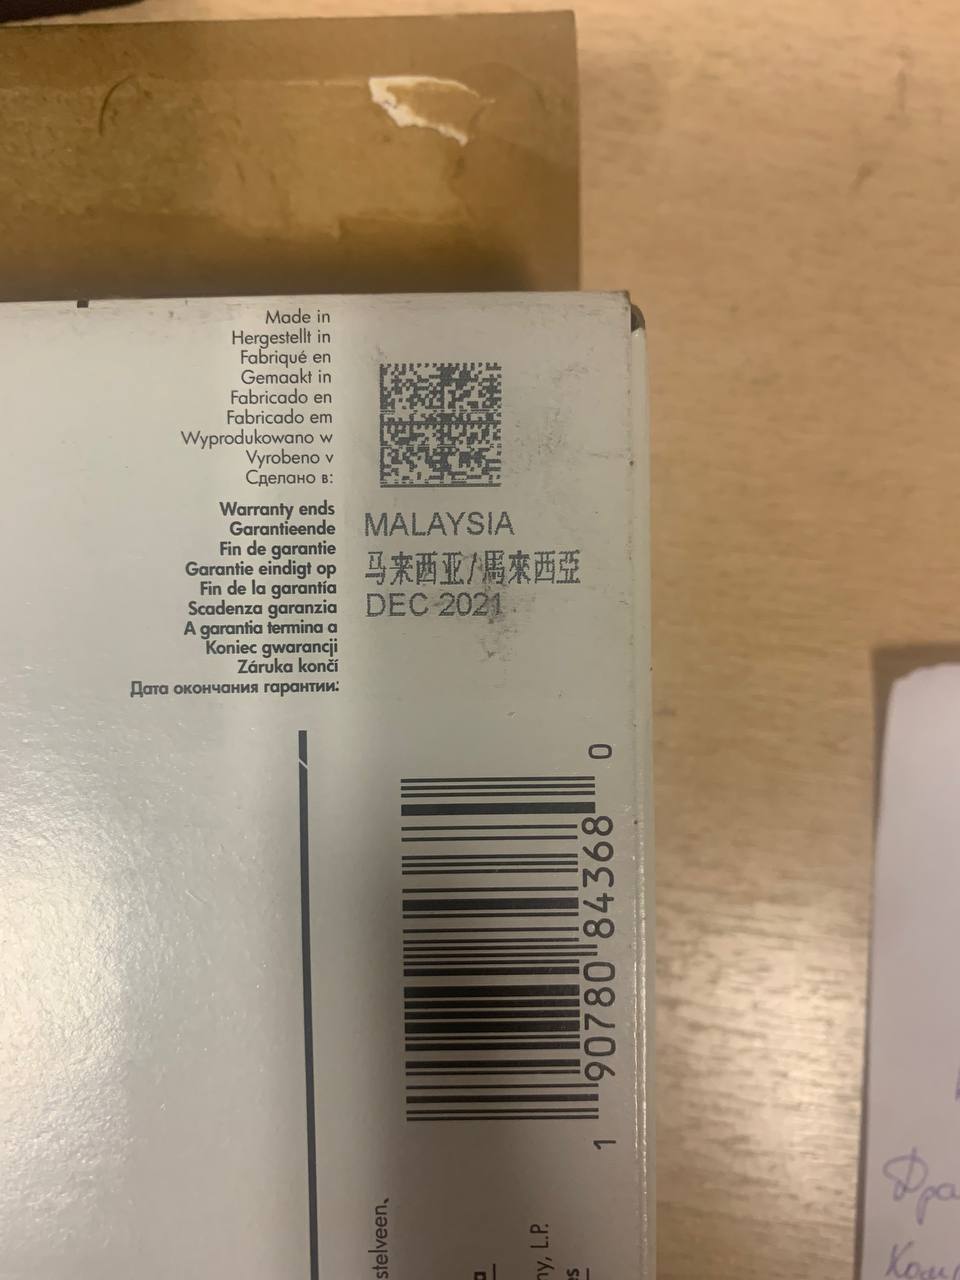 Made in
Hergestellt in
Fabriqué en
Gemaakt in
Fabricado en
Fabricado em
Wyprodukowano w
Vyrobeno v
Сделано в:
Warranty ends
Garantieende
Fin de garantie
Garantie eindigt op
Fin de la garantía
Scadenza garanzia
A garantia termina a
Koniec gwarancji
Záruka končí
Дата окончания гарантии:
MALAYSIA
马来西亚/馬來西亞
DEC 2021
1 90780 84368 0
stelveen,
ny, L.P.